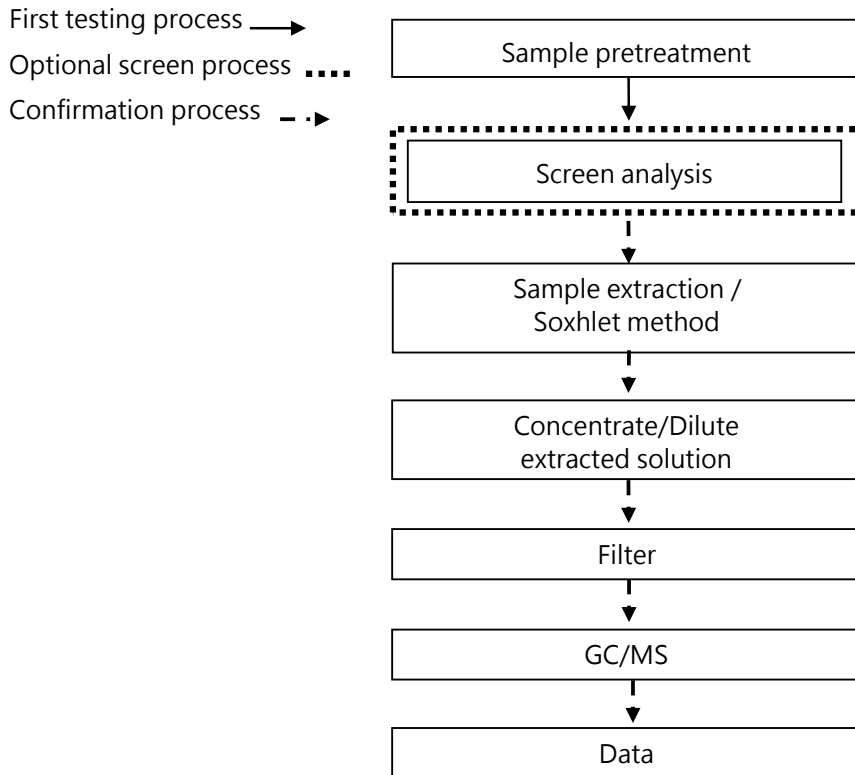 First testing process
Optional screen process
Confirmation process
Sample pretreatment
Screen analysis
Sample extraction /
Soxhlet method
Concentrate/Dilute
extracted solution
Filter
GC/MS
Data